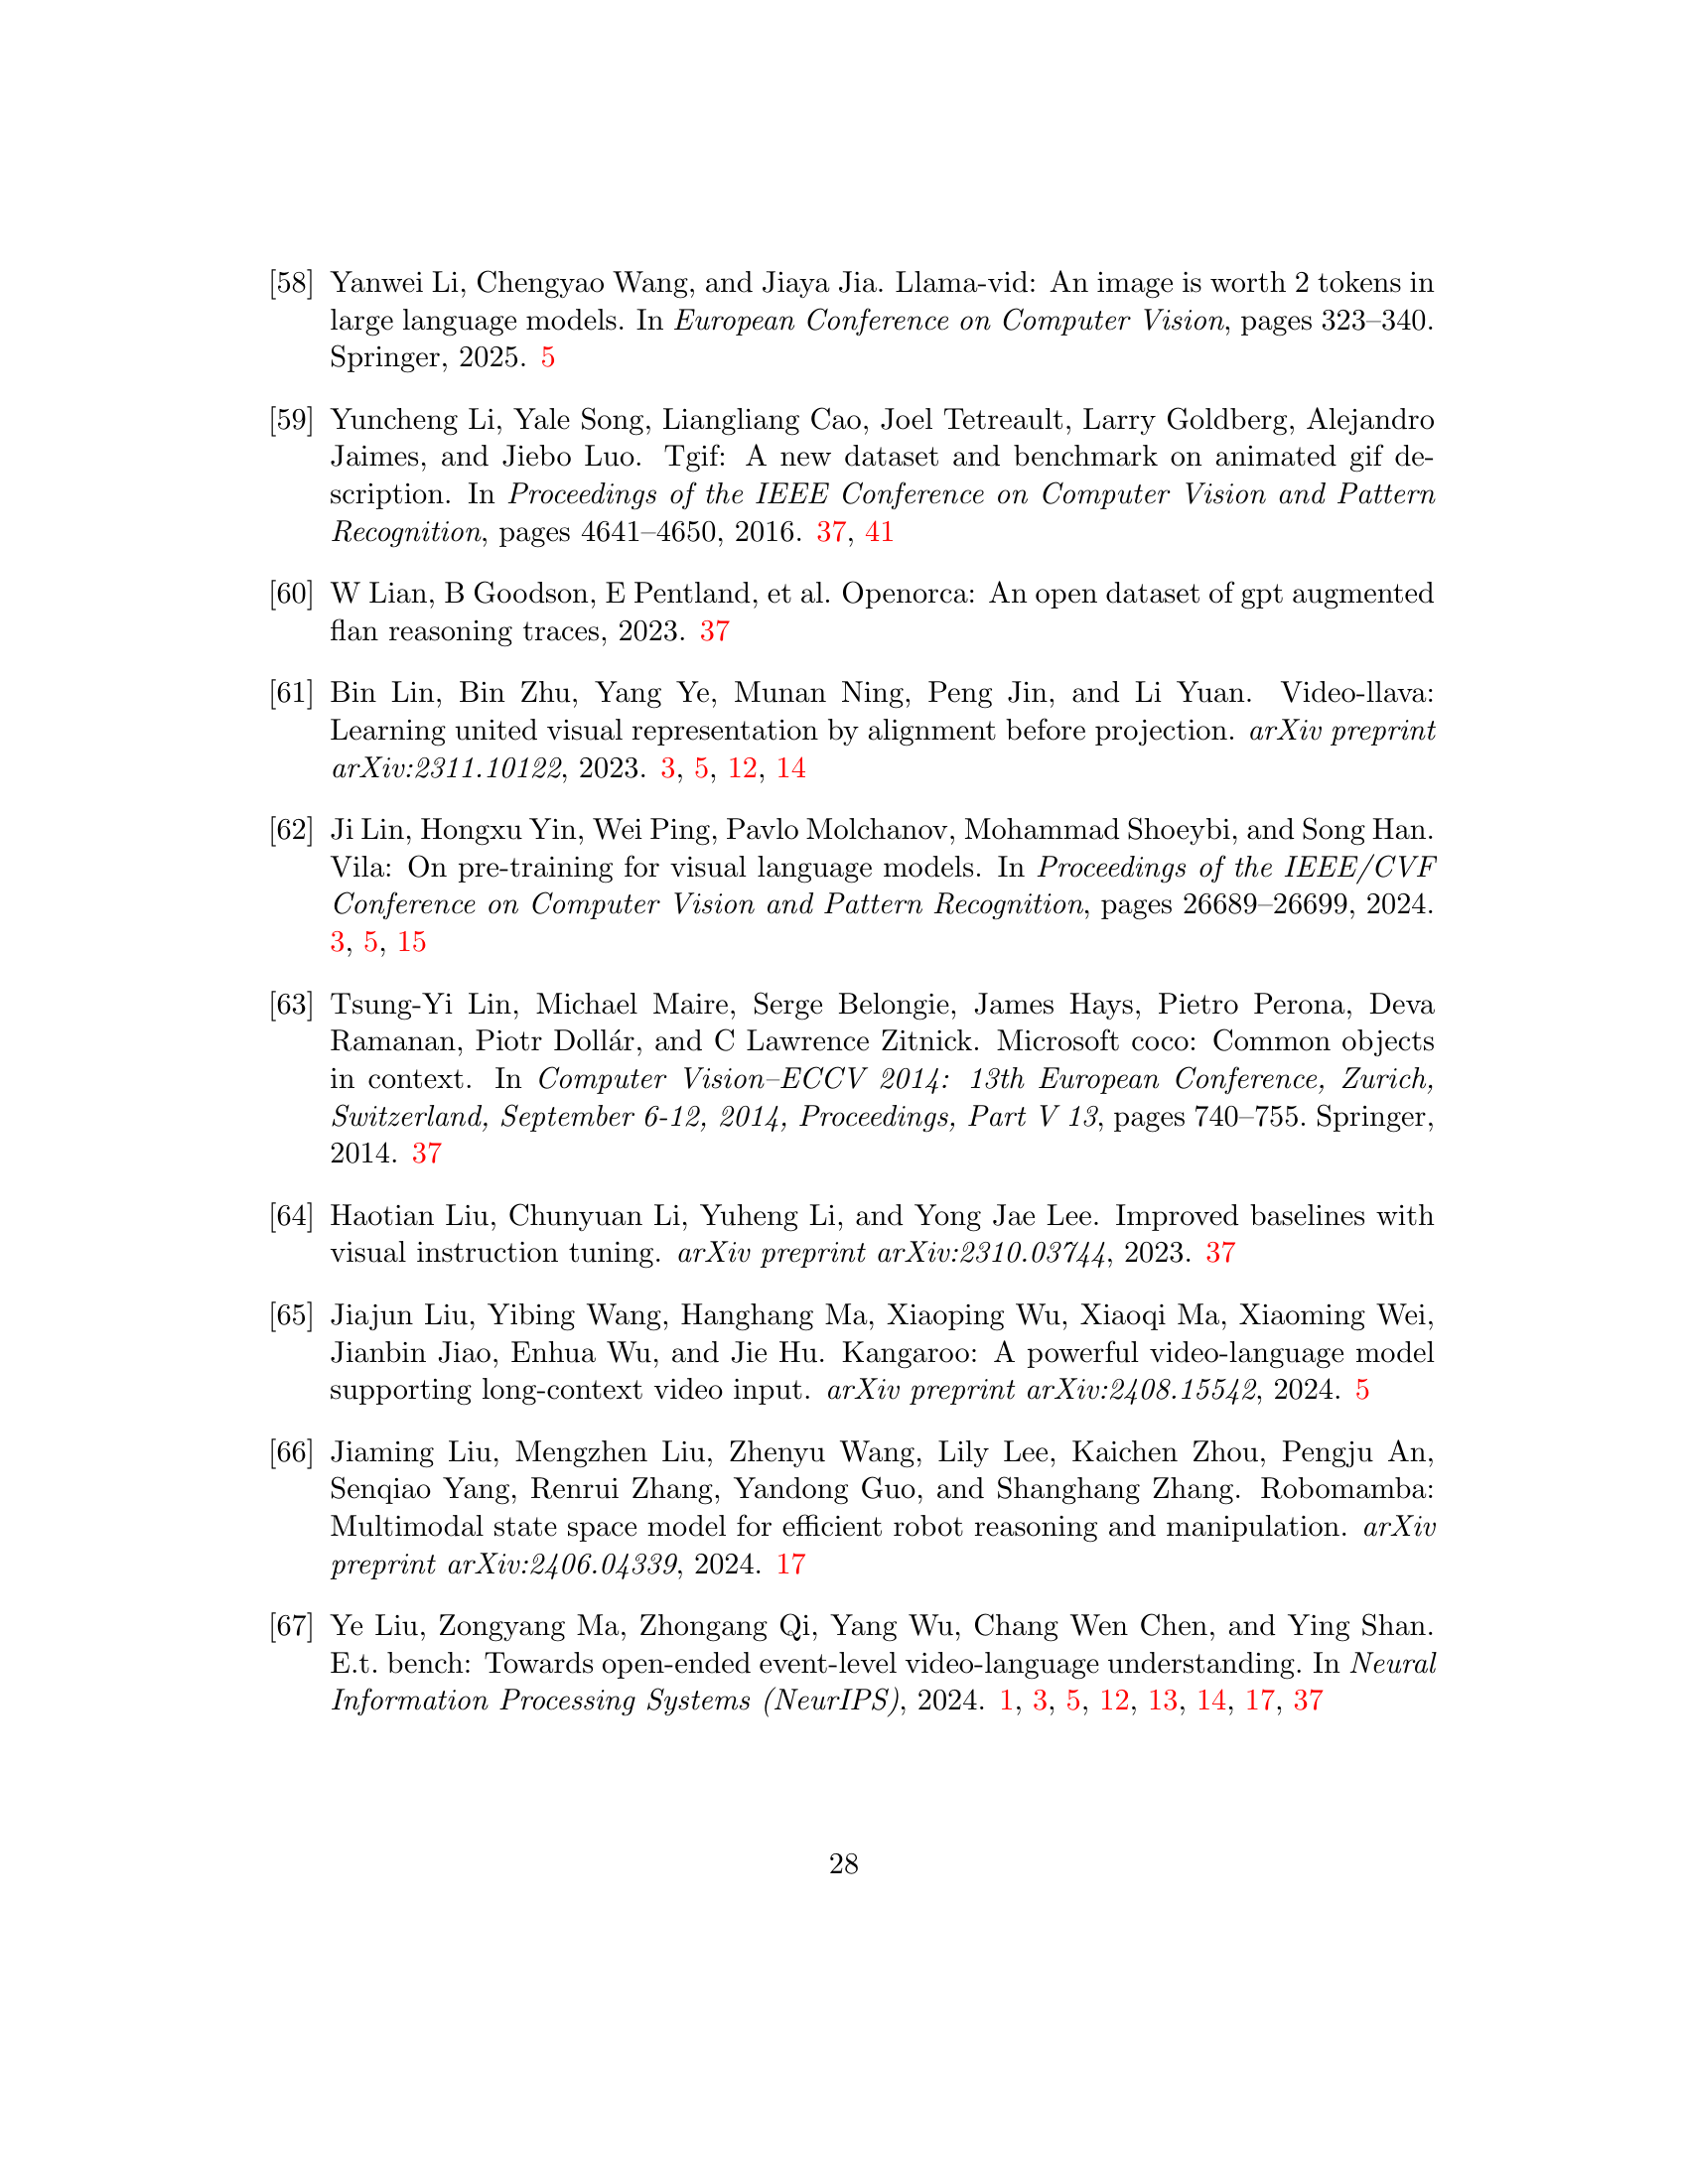 [58] Yanwei Li, Chengyao Wang, and Jiaya Jia. Llama-vid: An image is worth 2 tokens in
large language models. In European Conference on Computer Vision, pages 323–340.
Springer, 2025. 5
[59] Yuncheng Li, Yale Song, Liangliang Cao, Joel Tetreault, Larry Goldberg, Alejandro
Jaimes, and Jiebo Luo. Tgif: A new dataset and benchmark on animated gif de-
scription. In Proceedings of the IEEE Conference on Computer Vision and Pattern
Recognition, pages 4641–4650, 2016. 37, 41
[60] W Lian, B Goodson, E Pentland, et al. Openorca: An open dataset of gpt augmented
flan reasoning traces, 2023. 37
[61] Bin Lin, Bin Zhu, Yang Ye, Munan Ning, Peng Jin, and Li Yuan. Video-llava:
Learning united visual representation by alignment before projection. arXiv preprint
arXiv:2311.10122, 2023. 3, 5, 12, 14
[62] Ji Lin, Hongxu Yin, Wei Ping, Pavlo Molchanov, Mohammad Shoeybi, and Song Han.
Vila: On pre-training for visual language models. In Proceedings of the IEEE/CVF
Conference on Computer Vision and Pattern Recognition, pages 26689–26699, 2024.
3, 5, 15
[63] Tsung-Yi Lin, Michael Maire, Serge Belongie, James Hays, Pietro Perona, Deva
Ramanan, Piotr Dollár, and C Lawrence Zitnick. Microsoft coco: Common objects
in context. In Computer Vision–ECCV 2014: 13th European Conference, Zurich,
Switzerland, September 6-12, 2014, Proceedings, Part V 13, pages 740–755. Springer,
2014. 37
[64] Haotian Liu, Chunyuan Li, Yuheng Li, and Yong Jae Lee. Improved baselines with
visual instruction tuning. arXiv preprint arXiv:2310.03744, 2023. 37
[65] Jiajun Liu, Yibing Wang, Hanghang Ma, Xiaoping Wu, Xiaoqi Ma, Xiaoming Wei,
Jianbin Jiao, Enhua Wu, and Jie Hu. Kangaroo: A powerful video-language model
supporting long-context video input. arXiv preprint arXiv:2408.15542, 2024. 5
[66] Jiaming Liu, Mengzhen Liu, Zhenyu Wang, Lily Lee, Kaichen Zhou, Pengju An,
Senqiao Yang, Renrui Zhang, Yandong Guo, and Shanghang Zhang. Robomamba:
Multimodal state space model for efficient robot reasoning and manipulation. arXiv
preprint arXiv:2406.04339, 2024. 17
[67] Ye Liu, Zongyang Ma, Zhongang Qi, Yang Wu, Chang Wen Chen, and Ying Shan.
E.t. bench: Towards open-ended event-level video-language understanding. In Neural
Information Processing Systems (NeurIPS), 2024. 1, 3, 5, 12, 13, 14, 17, 37
28